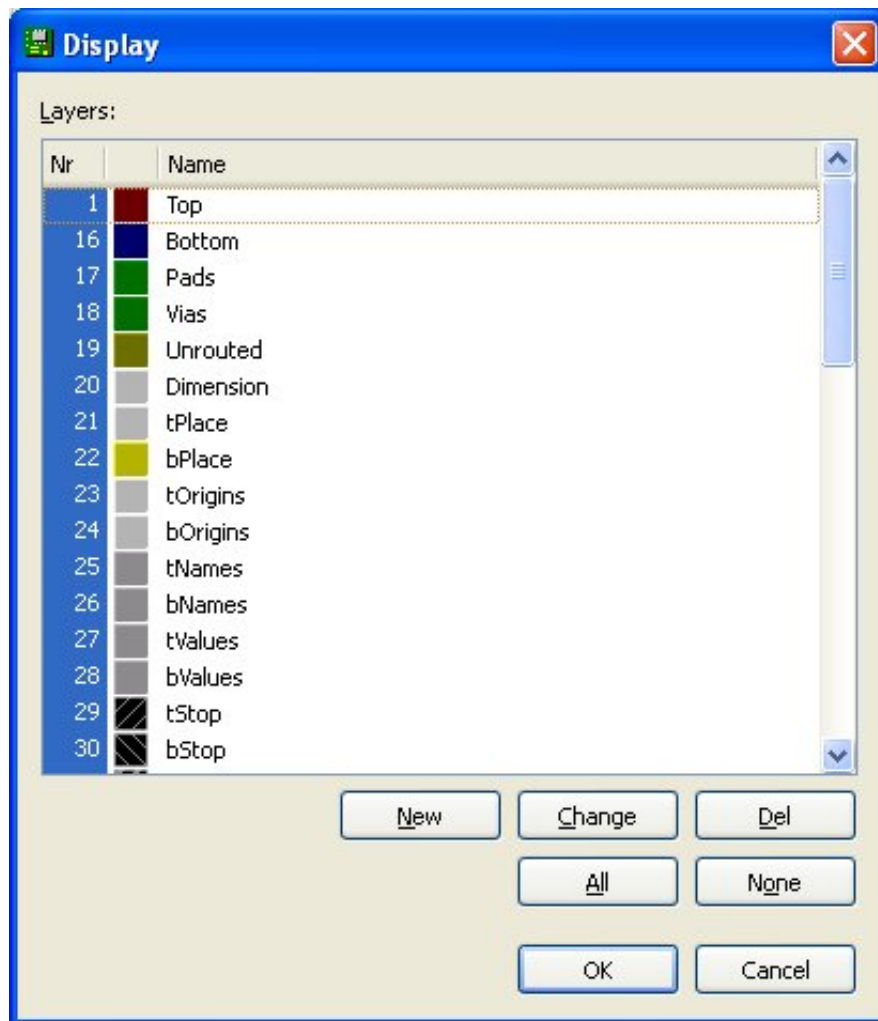 Display
Layers:
Nr Name
1 Top
16 Bottom
17 Pads
18 Vias
19 Unrouted
20 Dimension
21 tPlace
22 bPlace
23 tOrigins
24 bOrigins
25 tNames
26 bNames
27 tValues
28 bValues
29 tStop
30 bStop
New Change Del
All None
OK Cancel